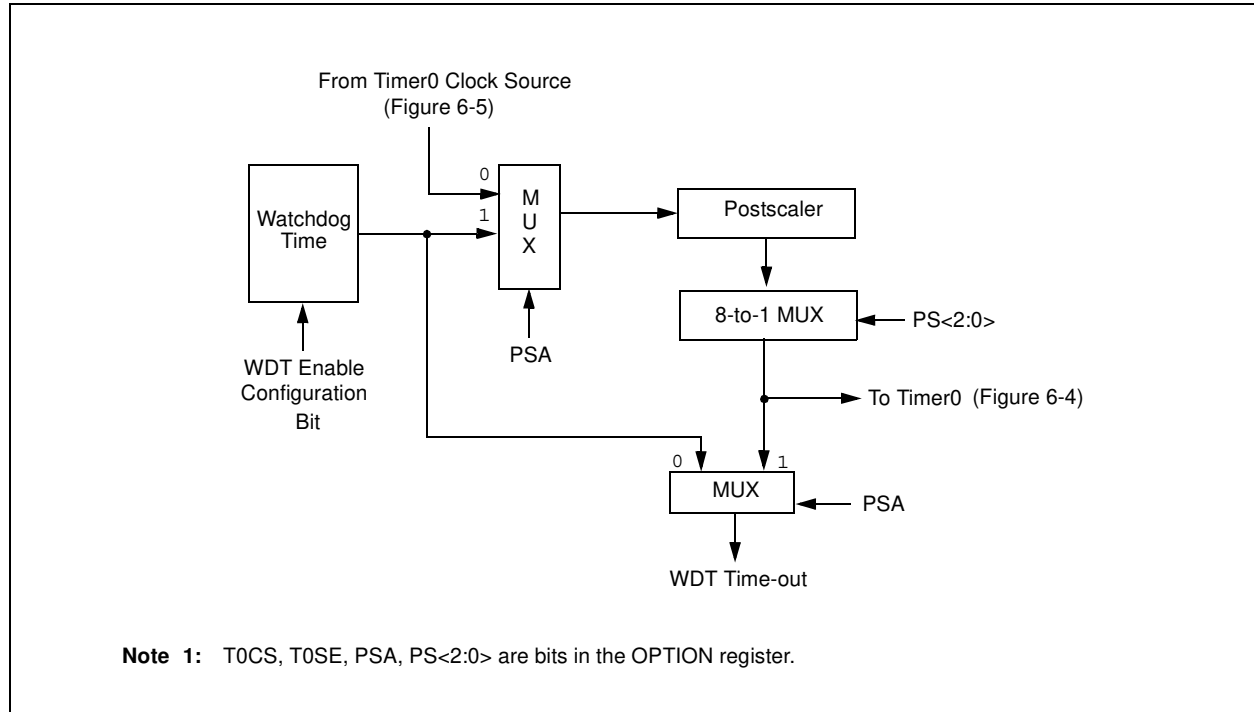 From Timer0 Clock Source
(Figure 6-5)
0
1
M
U
X
Watchdog
Time
Postscaler
8-to-1 MUX
PS<2:0>
PSA
WDT Enable
Configuration
Bit
To Timer0 (Figure 6-4)
0
1
MUX
PSA
WDT Time-out
Note 1: T0CS, T0SE, PSA, PS<2:0> are bits in the OPTION register.